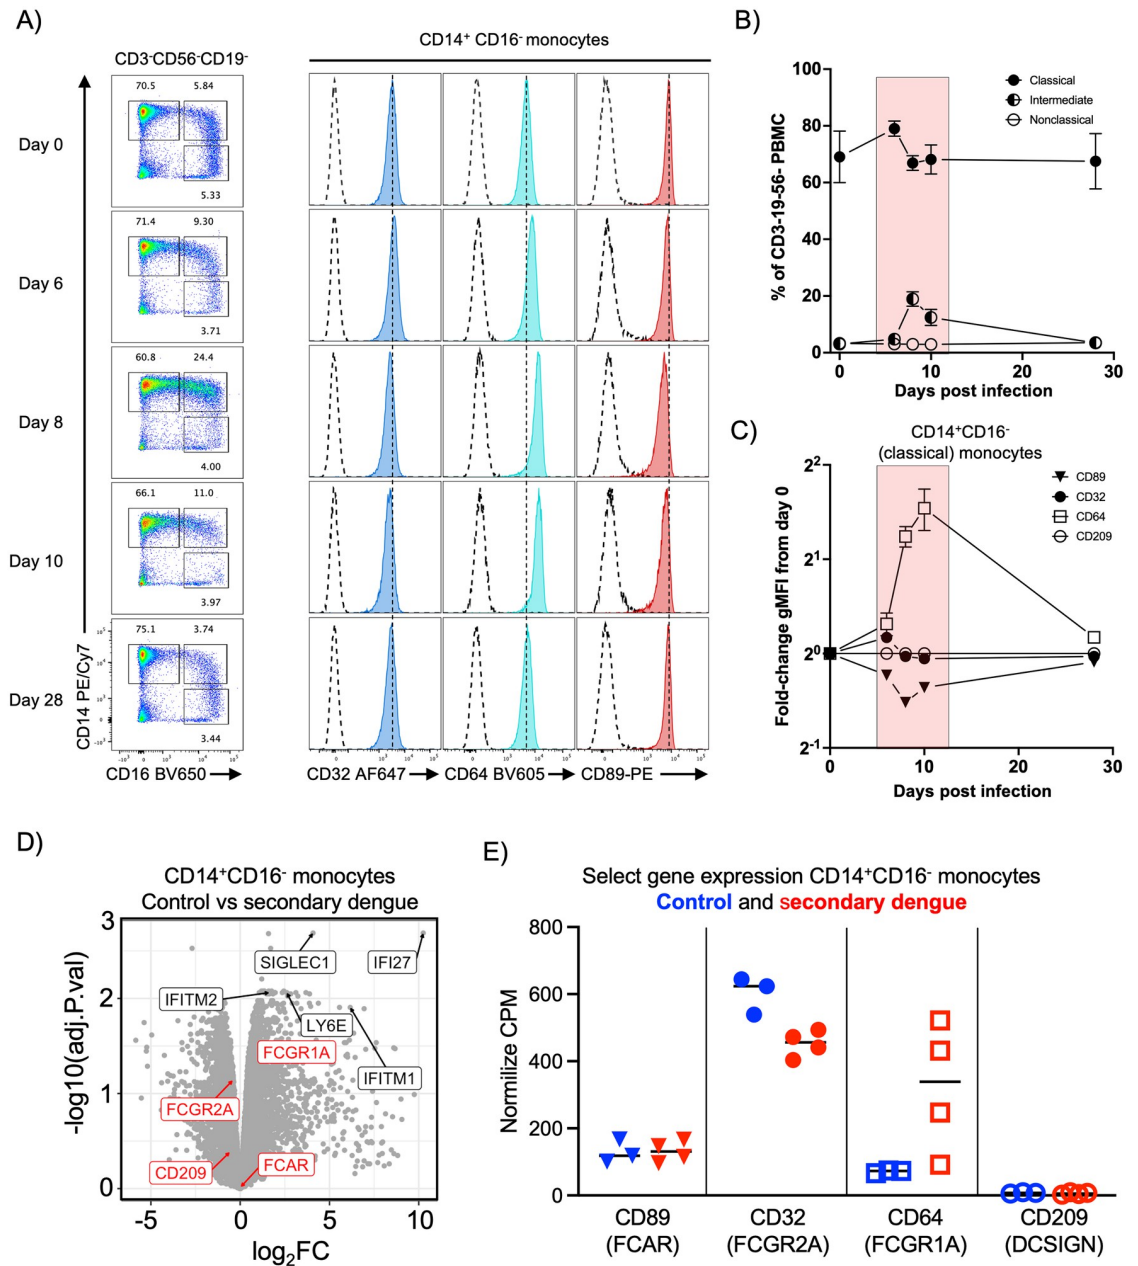 A)
CD3-CD56-CD19-
CD14⁺ CD16⁻ monocytes
Day 0
70.5 5.84
5.33
Day 6
71.4 9.30
3.71
Day 8
60.8 24.4
4.00
Day 10
66.1 11.0
3.97
Day 28
75.1 3.74
3.44
CD14 PE/Cy7
CD16 BV650
CD32 AF647
CD64 BV605
CD89-PE
B)
% of CD3-19-56- PBMC
100
80
60
40
20
0
0 10 20 30
Days post infection
Classical
Intermediate
Nonclassical
C)
CD14⁺CD16⁻
(classical) monocytes
Fold-change gMFI from day 0
2²
2¹
2⁰
2⁻¹
0 10 20 30
Days post infection
CD89
CD32
CD64
CD209
D)
CD14⁺CD16⁻ monocytes
Control vs secondary dengue
-log10(adj.P.val)
3
2
1
0
-5 0 5 10
log₂FC
SIGLEC1
IFI27
IFITM2
LY6E
FCGR1A
IFITM1
FCGR2A
CD209
FCAR
E)
Select gene expression CD14⁺CD16⁻ monocytes
Control and secondary dengue
Normilize CPM
800
600
400
200
0
CD89 CD32 CD64 CD209
(FCAR) (FCGR2A) (FCGR1A) (DCSIGN)